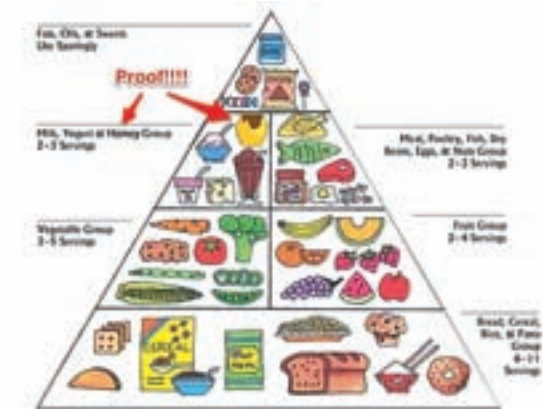 Fats, Oils, & Sweets
Use Sparingly
Proof!!!!
Milk, Yogurt & Honey Group
2-3 Servings
Meat, Poultry, Fish, Dry
Beans, Eggs, & Nuts Group
2-3 Servings
Vegetable Group
3-5 Servings
Fruit Group
2-4 Servings
CEREAL
Bread, Cereal,
Rice, & Pasta
Group
6-11
Servings